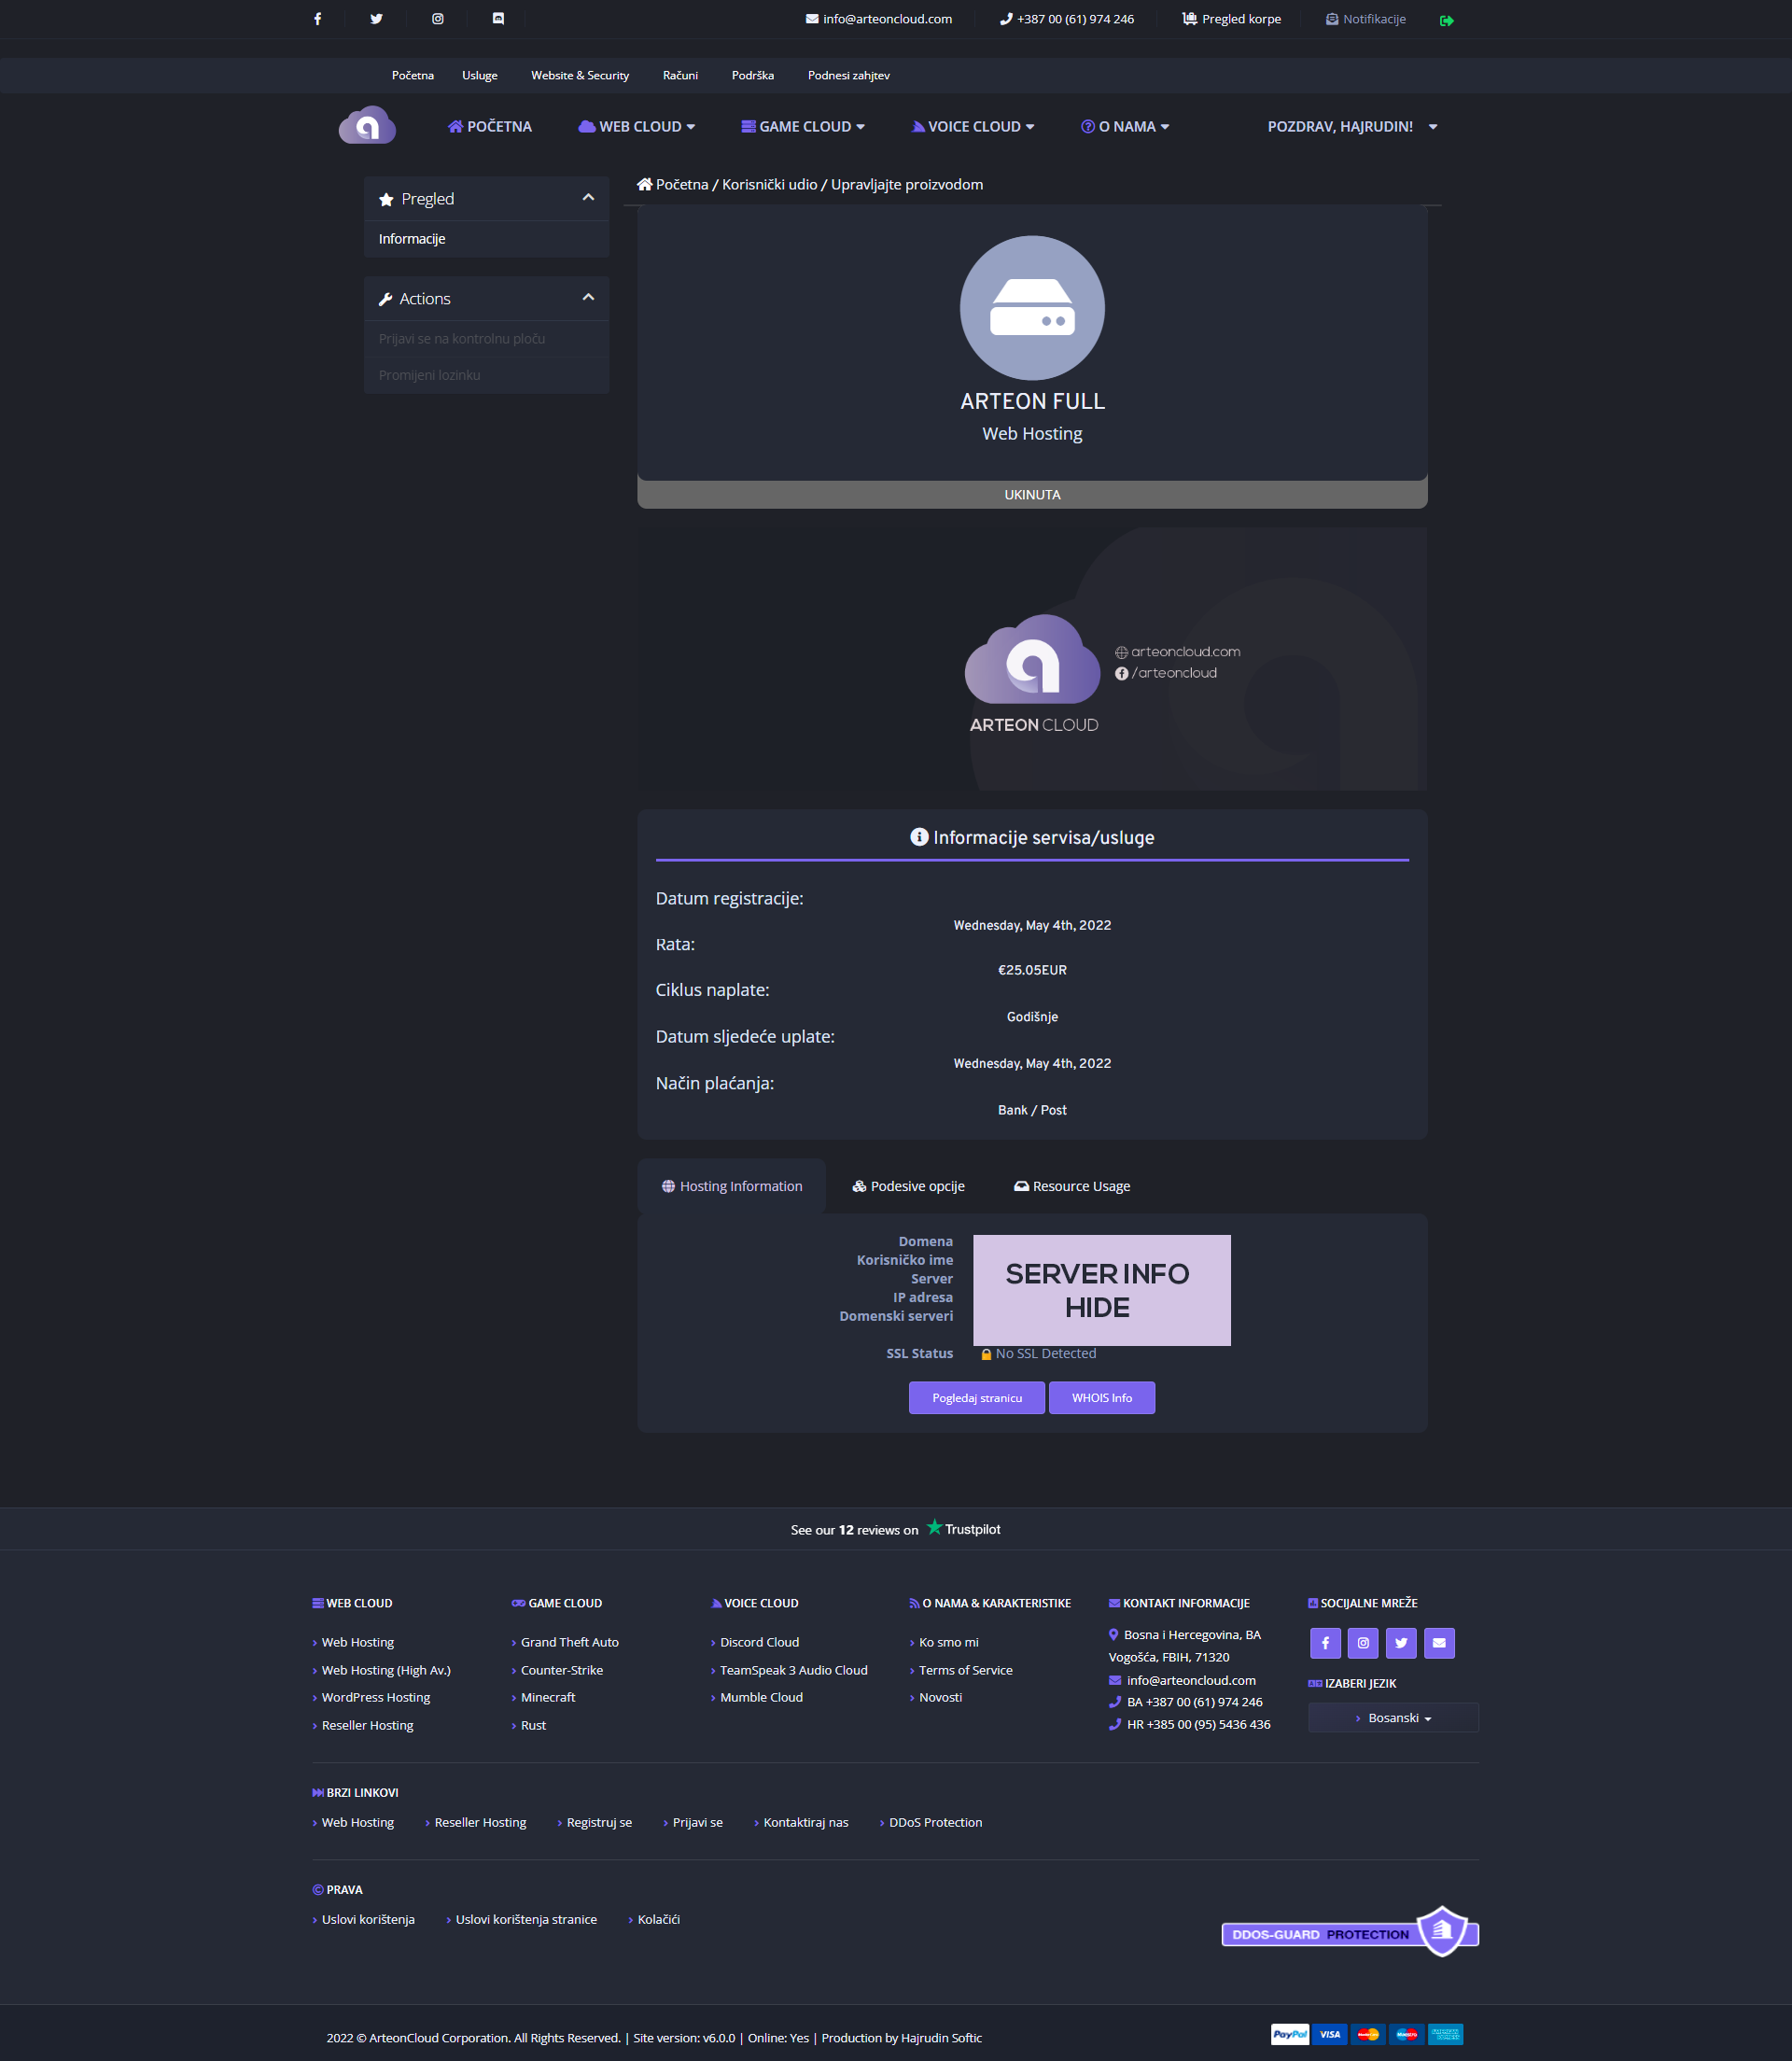 info@arteoncloud.com +387 00 (61) 974 246 Pregled korpe Notifikacije
Početna Usluge Website & Security Računi Podrška Podnesi zahjtev
POČETNA WEB CLOUD GAME CLOUD VOICE CLOUD O NAMA POZDRAV, HAJRUDIN!
Pregled
Informacije
Actions
Prijavi se na kontrolnu ploču
Promijeni lozinku
Početna / Korisnički udio / Upravljajte proizvodom
ARTEON FULL
Web Hosting
UKINUTA
arteoncloud.com
/arteoncloud
ARTEON CLOUD
Informacije servisa/usluge
Datum registracije:
Wednesday, May 4th, 2022
Rata:
€25.05EUR
Ciklus naplate:
Godišnje
Datum sljedeće uplate:
Wednesday, May 4th, 2022
Način plaćanja:
Bank / Post
Hosting Information Podesive opcije Resource Usage
Domena
Korisničko ime
Server
IP adresa
Domenski serveri
SERVER INFO
HIDE
SSL Status No SSL Detected
Pogledaj stranicu WHOIS Info
See our 12 reviews on Trustpilot
WEB CLOUD
Web Hosting
Web Hosting (High Av.)
WordPress Hosting
Reseller Hosting
GAME CLOUD
Grand Theft Auto
Counter-Strike
Minecraft
Rust
VOICE CLOUD
Discord Cloud
TeamSpeak 3 Audio Cloud
Mumble Cloud
O NAMA & KARAKTERISTIKE
Ko smo mi
Terms of Service
Novosti
KONTAKT INFORMACIJE
Bosna i Hercegovina, BA
Vogošća, FBIH, 71320
info@arteoncloud.com
BA +387 00 (61) 974 246
HR +385 00 (95) 5436 436
SOCIJALNE MREŽE
IZABERI JEZIK
Bosanski
BRZI LINKOVI
Web Hosting Reseller Hosting Registruj se Prijavi se Kontaktiraj nas DDoS Protection
PRAVA
Uslovi korištenja Uslovi korištenja stranice Kolačići
DDOS-GUARD PROTECTION
2022 © ArteonCloud Corporation. All Rights Reserved. | Site version: v6.0.0 | Online: Yes | Production by Hajrudin Softic
PayPal VISA